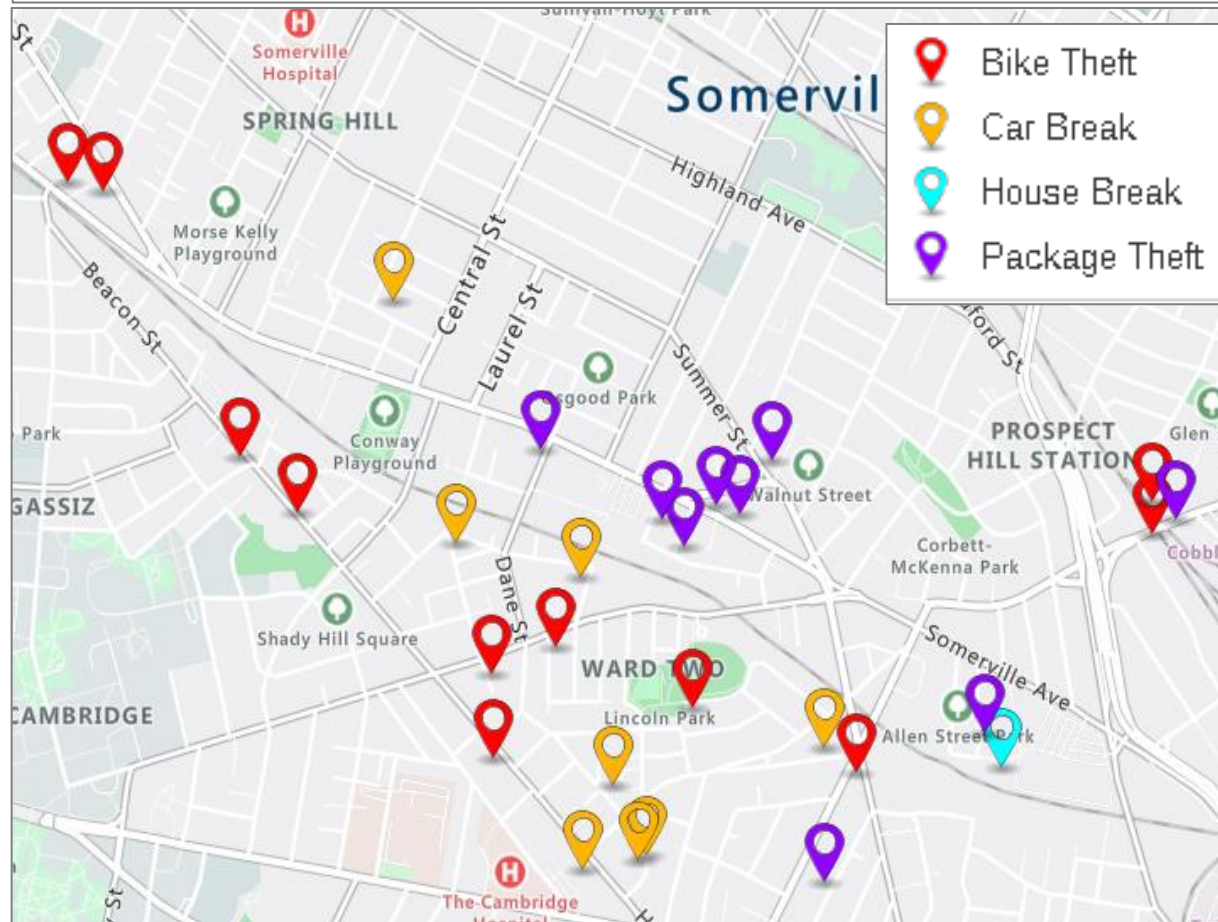 St
Somerville
Hospital
SPRING HILL
Somervil
Bike Theft
Car Break
House Break
Package Theft
Highland Ave
Morse Kelly
Playground
Central St
Beacon St
Laurel St
Summer St
Park
Conway
Playground
PROSPECT
HILL STATION
Glen
GASSIZ
Walnut Street
Corbett-
McKenna Park
Dane St
Shady Hill Square
WARD TWO
Somerville Ave
CAMBRIDGE
Lincoln Park
Allen Street Park
The Cambridge
St